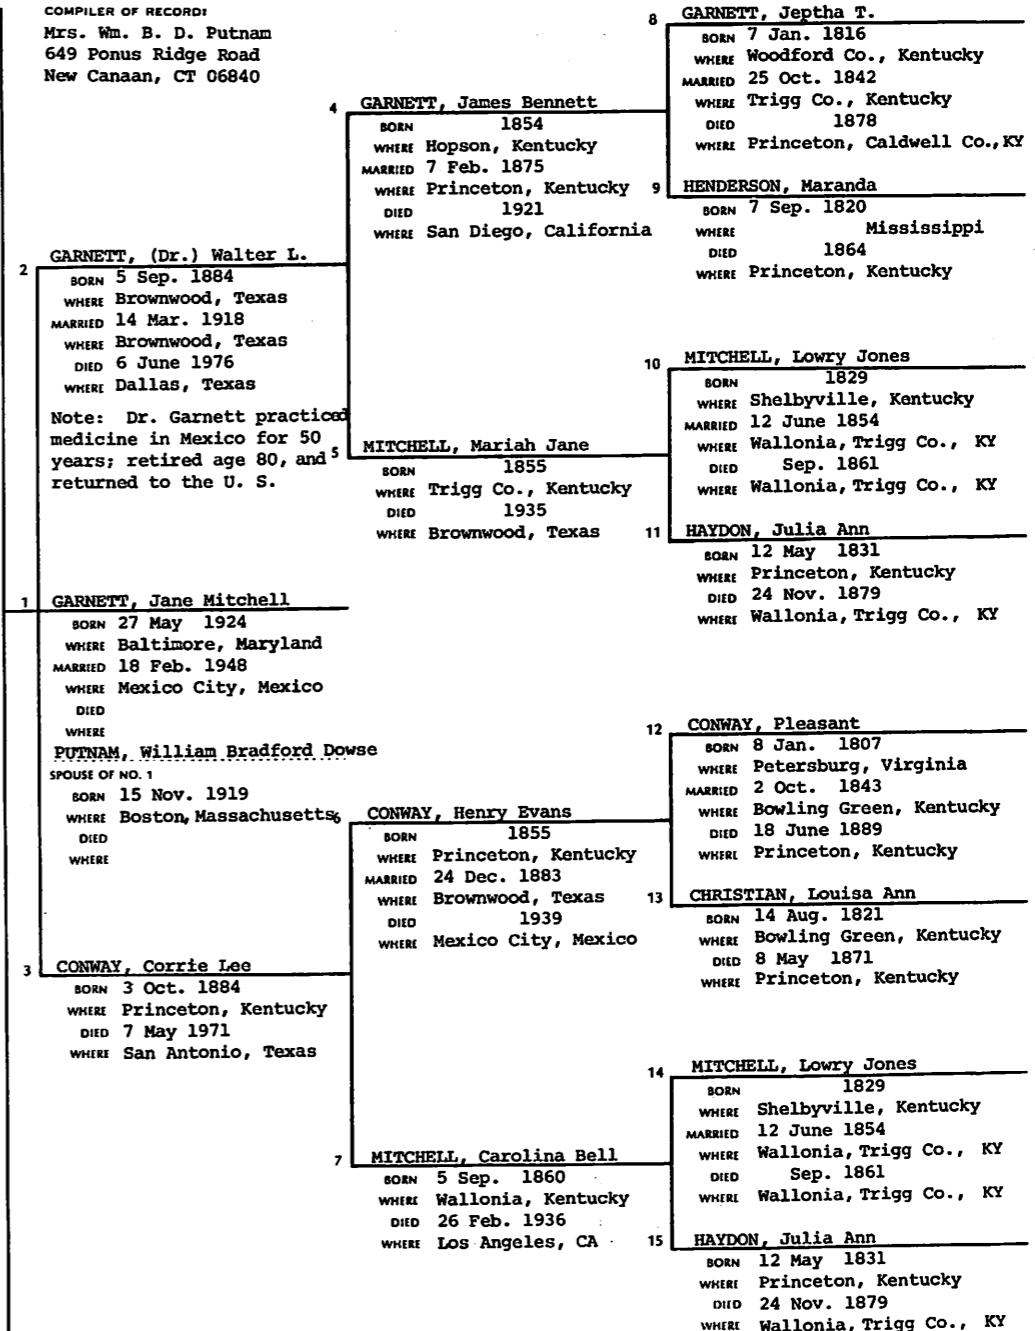 COMPILER OF RECORD:
Mrs. Wm. B. D. Putnam
649 Ponus Ridge Road
New Canaan, CT 06840
8 GARNETT, Jeptha T.
BORN 7 Jan. 1816
WHERE Woodford Co., Kentucky
MARRIED 25 Oct. 1842
WHERE Trigg Co., Kentucky
DIED 1878
WHERE Princeton, Caldwell Co., KY
4 GARNETT, James Bennett
BORN 1854
WHERE Hopson, Kentucky
MARRIED 7 Feb. 1875
WHERE Princeton, Kentucky
DIED 1921
WHERE San Diego, California
9 HENDERSON, Maranda
BORN 7 Sep. 1820
WHERE Mississippi
DIED 1864
WHERE Princeton, Kentucky
2 GARNETT, (Dr.) Walter L.
BORN 5 Sep. 1884
WHERE Brownwood, Texas
MARRIED 14 Mar. 1918
WHERE Brownwood, Texas
DIED 6 June 1976
WHERE Dallas, Texas
Note: Dr. Garnett practiced
medicine in Mexico for 50
years; retired age 80, and
returned to the U. S.
10 MITCHELL, Lowry Jones
BORN 1829
WHERE Shelbyville, Kentucky
MARRIED 12 June 1854
WHERE Wallonia, Trigg Co., KY
DIED Sep. 1861
WHERE Wallonia, Trigg Co., KY
5 MITCHELL, Mariah Jane
BORN 1855
WHERE Trigg Co., Kentucky
DIED 1935
WHERE Brownwood, Texas
11 HAYDON, Julia Ann
BORN 12 May 1831
WHERE Princeton, Kentucky
DIED 24 Nov. 1879
WHERE Wallonia, Trigg Co., KY
1 GARNETT, Jane Mitchell
BORN 27 May 1924
WHERE Baltimore, Maryland
MARRIED 18 Feb. 1948
WHERE Mexico City, Mexico
DIED
WHERE
PUTNAM, William Bradford Dowse
SPOUSE OF NO. 1
BORN 15 Nov. 1919
WHERE Boston, Massachusetts
DIED
WHERE
12 CONWAY, Pleasant
BORN 8 Jan. 1807
WHERE Petersburg, Virginia
MARRIED 2 Oct. 1843
WHERE Bowling Green, Kentucky
DIED 18 June 1889
WHERE Princeton, Kentucky
6 CONWAY, Henry Evans
BORN 1855
WHERE Princeton, Kentucky
MARRIED 24 Dec. 1883
WHERE Brownwood, Texas
DIED 1939
WHERE Mexico City, Mexico
13 CHRISTIAN, Louisa Ann
BORN 14 Aug. 1821
WHERE Bowling Green, Kentucky
DIED 8 May 1871
WHERE Princeton, Kentucky
3 CONWAY, Corrie Lee
BORN 3 Oct. 1884
WHERE Princeton, Kentucky
DIED 7 May 1971
WHERE San Antonio, Texas
14 MITCHELL, Lowry Jones
BORN 1829
WHERE Shelbyville, Kentucky
MARRIED 12 June 1854
WHERE Wallonia, Trigg Co., KY
DIED Sep. 1861
WHERE Wallonia, Trigg Co., KY
7 MITCHELL, Carolina Bell
BORN 5 Sep. 1860
WHERE Wallonia, Kentucky
DIED 26 Feb. 1936
WHERE Los Angeles, CA
15 HAYDON, Julia Ann
BORN 12 May 1831
WHERE Princeton, Kentucky
DIED 24 Nov. 1879
WHERE Wallonia, Trigg Co., KY